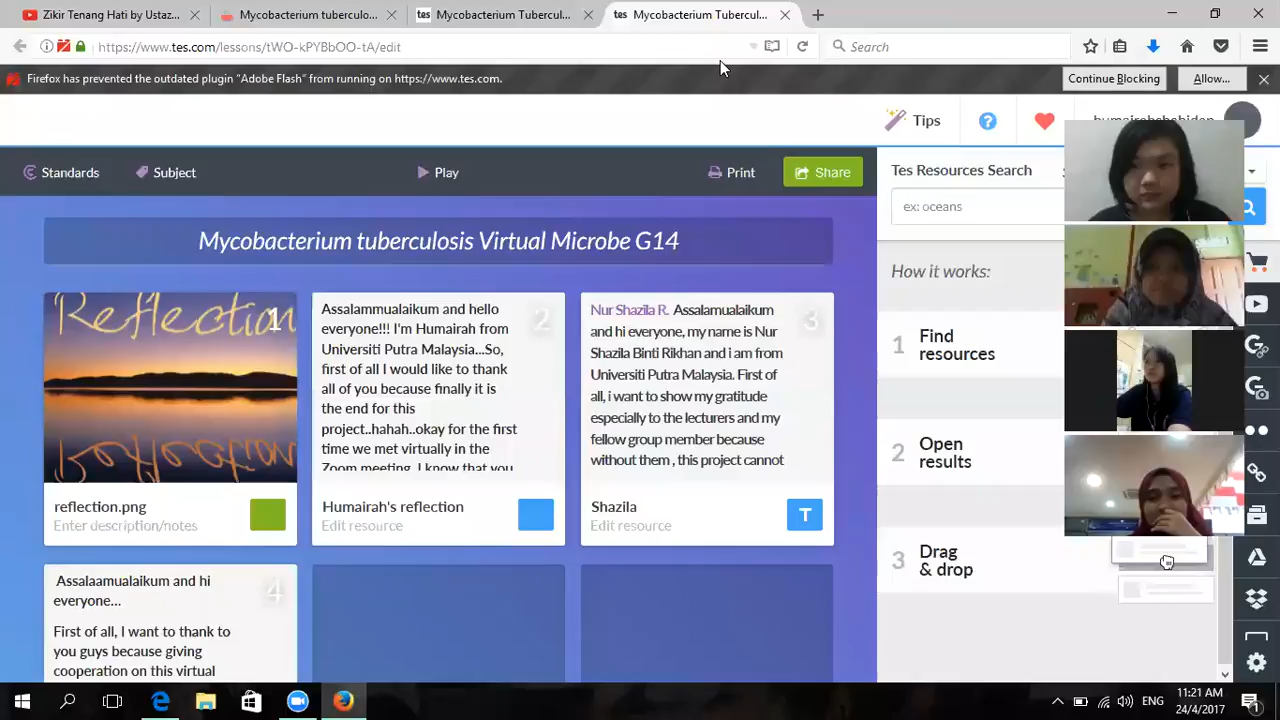 Zikir Tenang Hati by Ustaz
Mycobacterium tuberculo
tes Mycobacterium Tubercul
tes Mycobacterium Tubercul
https://www.tes.com/lessons/tWO-kPYBbOO-tA/edit
Search
Firefox has prevented the outdated plugin "Adobe Flash" from running on https://www.tes.com.
Continue Blocking
Allow...
Tips
Standards
Subject
Play
Print
Share
Tes Resources Search
ex: oceans
Mycobacterium tuberculosis Virtual Microbe G14
How it works:
Reflection
1
reflection.png
Enter description/notes
Assalammualaikum and hello
everyone!!! I'm Humairah from
Universiti Putra Malaysia...So,
first of all I would like to thank
all of you because finally it is
the end for this
project..hahah..okay for the first
time we met virtually in the
Zoom meeting, I know that you
2
Humairah's reflection
Edit resource
Nur Shazila R. Assalamualaikum
and hi everyone, my name is Nur
Shazila Binti Rikhan and i am from
Universiti Putra Malaysia. First of
all, i want to show my gratitude
especially to the lecturers and my
fellow group member because
without them , this project cannot
3
Shazila
Edit resource
T
Assalaamualaikum and hi
everyone...
First of all, I want to thank to
you guys because giving
cooperation on this virtual
4
1 Find
resources
2 Open
results
3 Drag
& drop
ENG
11:21 AM
24/4/2017